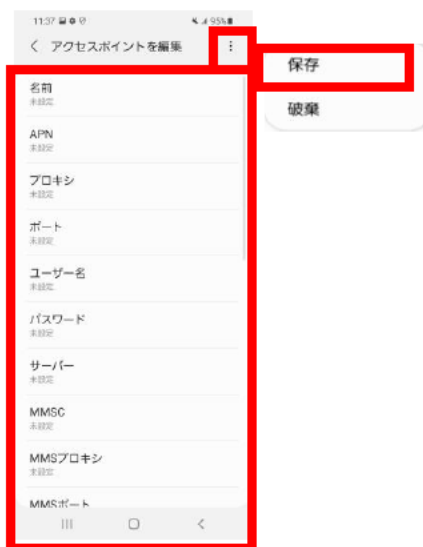 11:37
95%
アクセスポイントを編集
保存
破棄
名前
未設定
APN
未設定
プロキシ
未設定
ポート
未設定
ユーザー名
未設定
パスワード
未設定
サーバー
未設定
MMSC
未設定
MMSプロキシ
未設定
MMSポート